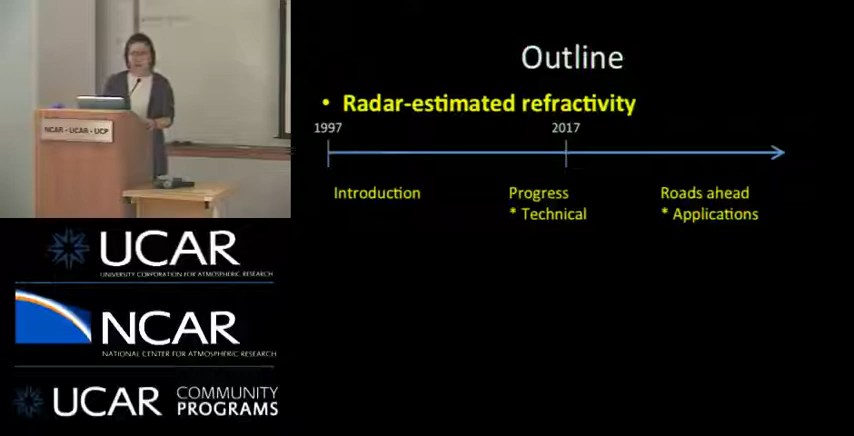 NCAR - UCAR - UCP
UCAR
UNIVERSITY CORPORATION FOR ATMOSPHERIC RESEARCH
NCAR
NATIONAL CENTER FOR ATMOSPHERIC RESEARCH
UCAR COMMUNITY PROGRAMS
Outline
• Radar-estimated refractivity
1997 2017
Introduction Progress Roads ahead
* Technical * Applications